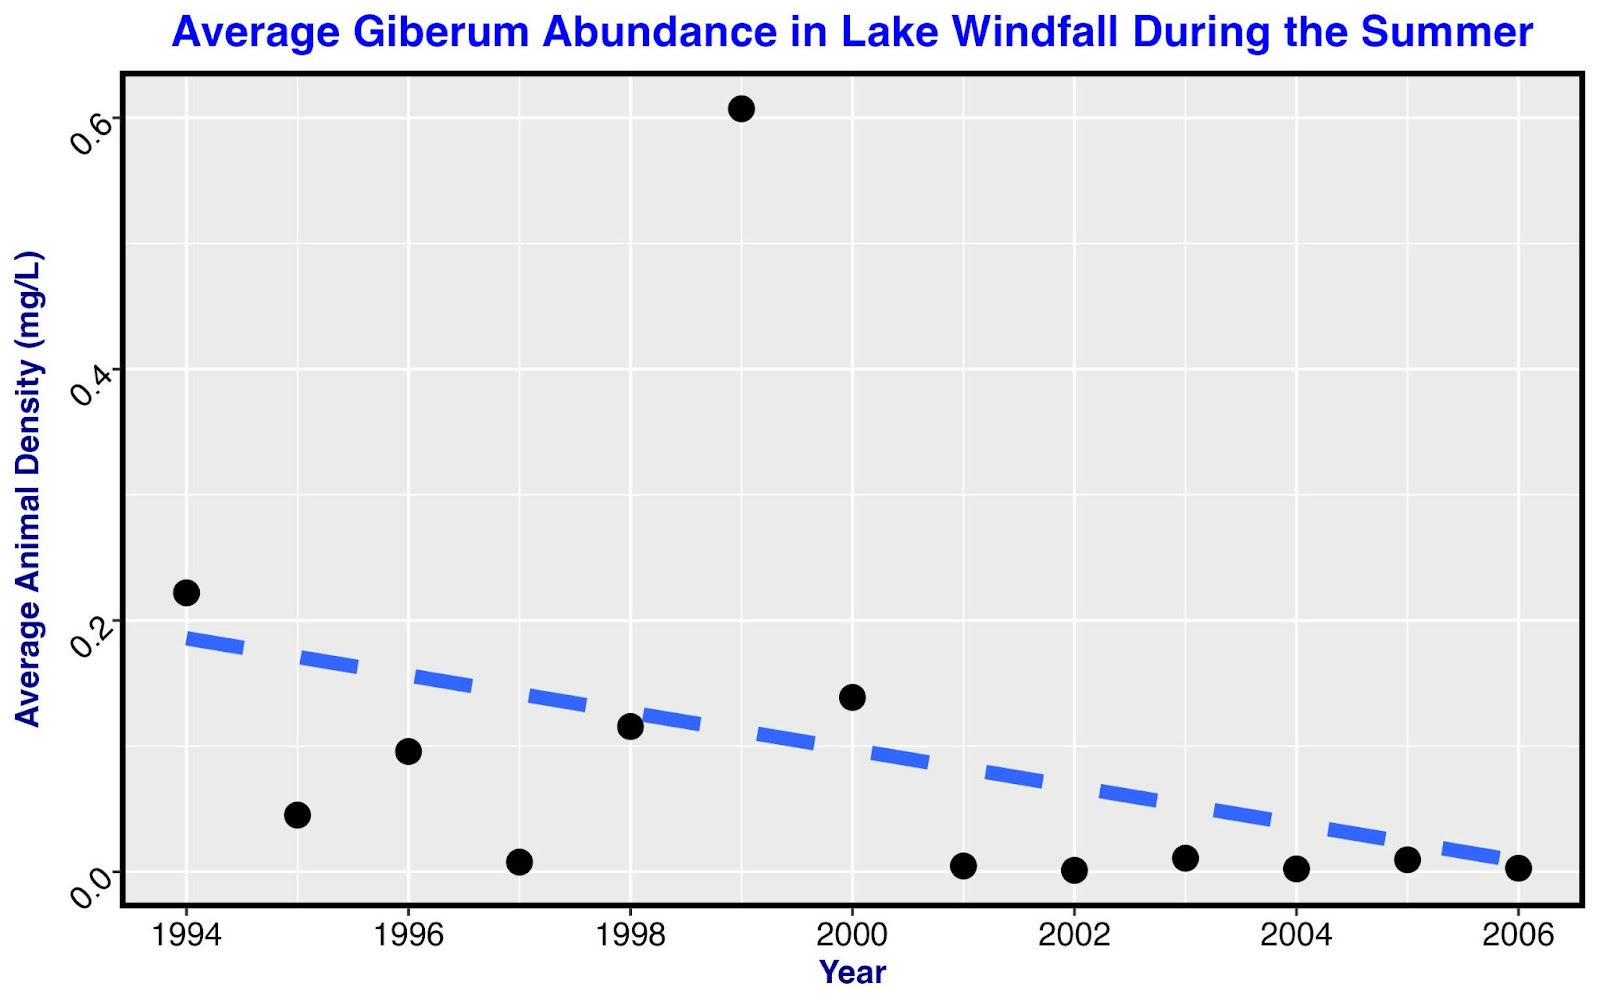 Average Giberum Abundance in Lake Windfall During the Summer
Average Animal Density (mg/L)
0.6
0.4
0.2
0.0
1994 1996 1998 2000 2002 2004 2006
Year